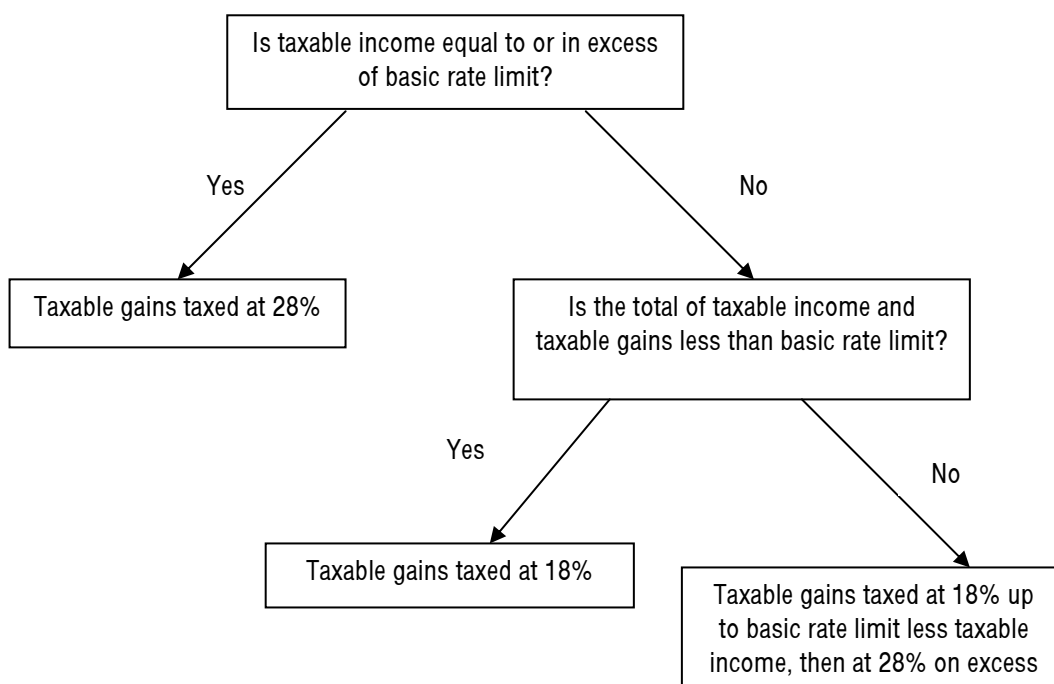 Is taxable income equal to or in excess
of basic rate limit?
Yes
No
Taxable gains taxed at 28%
Is the total of taxable income and
taxable gains less than basic rate limit?
Yes
No
Taxable gains taxed at 18%
Taxable gains taxed at 18% up
to basic rate limit less taxable
income, then at 28% on excess